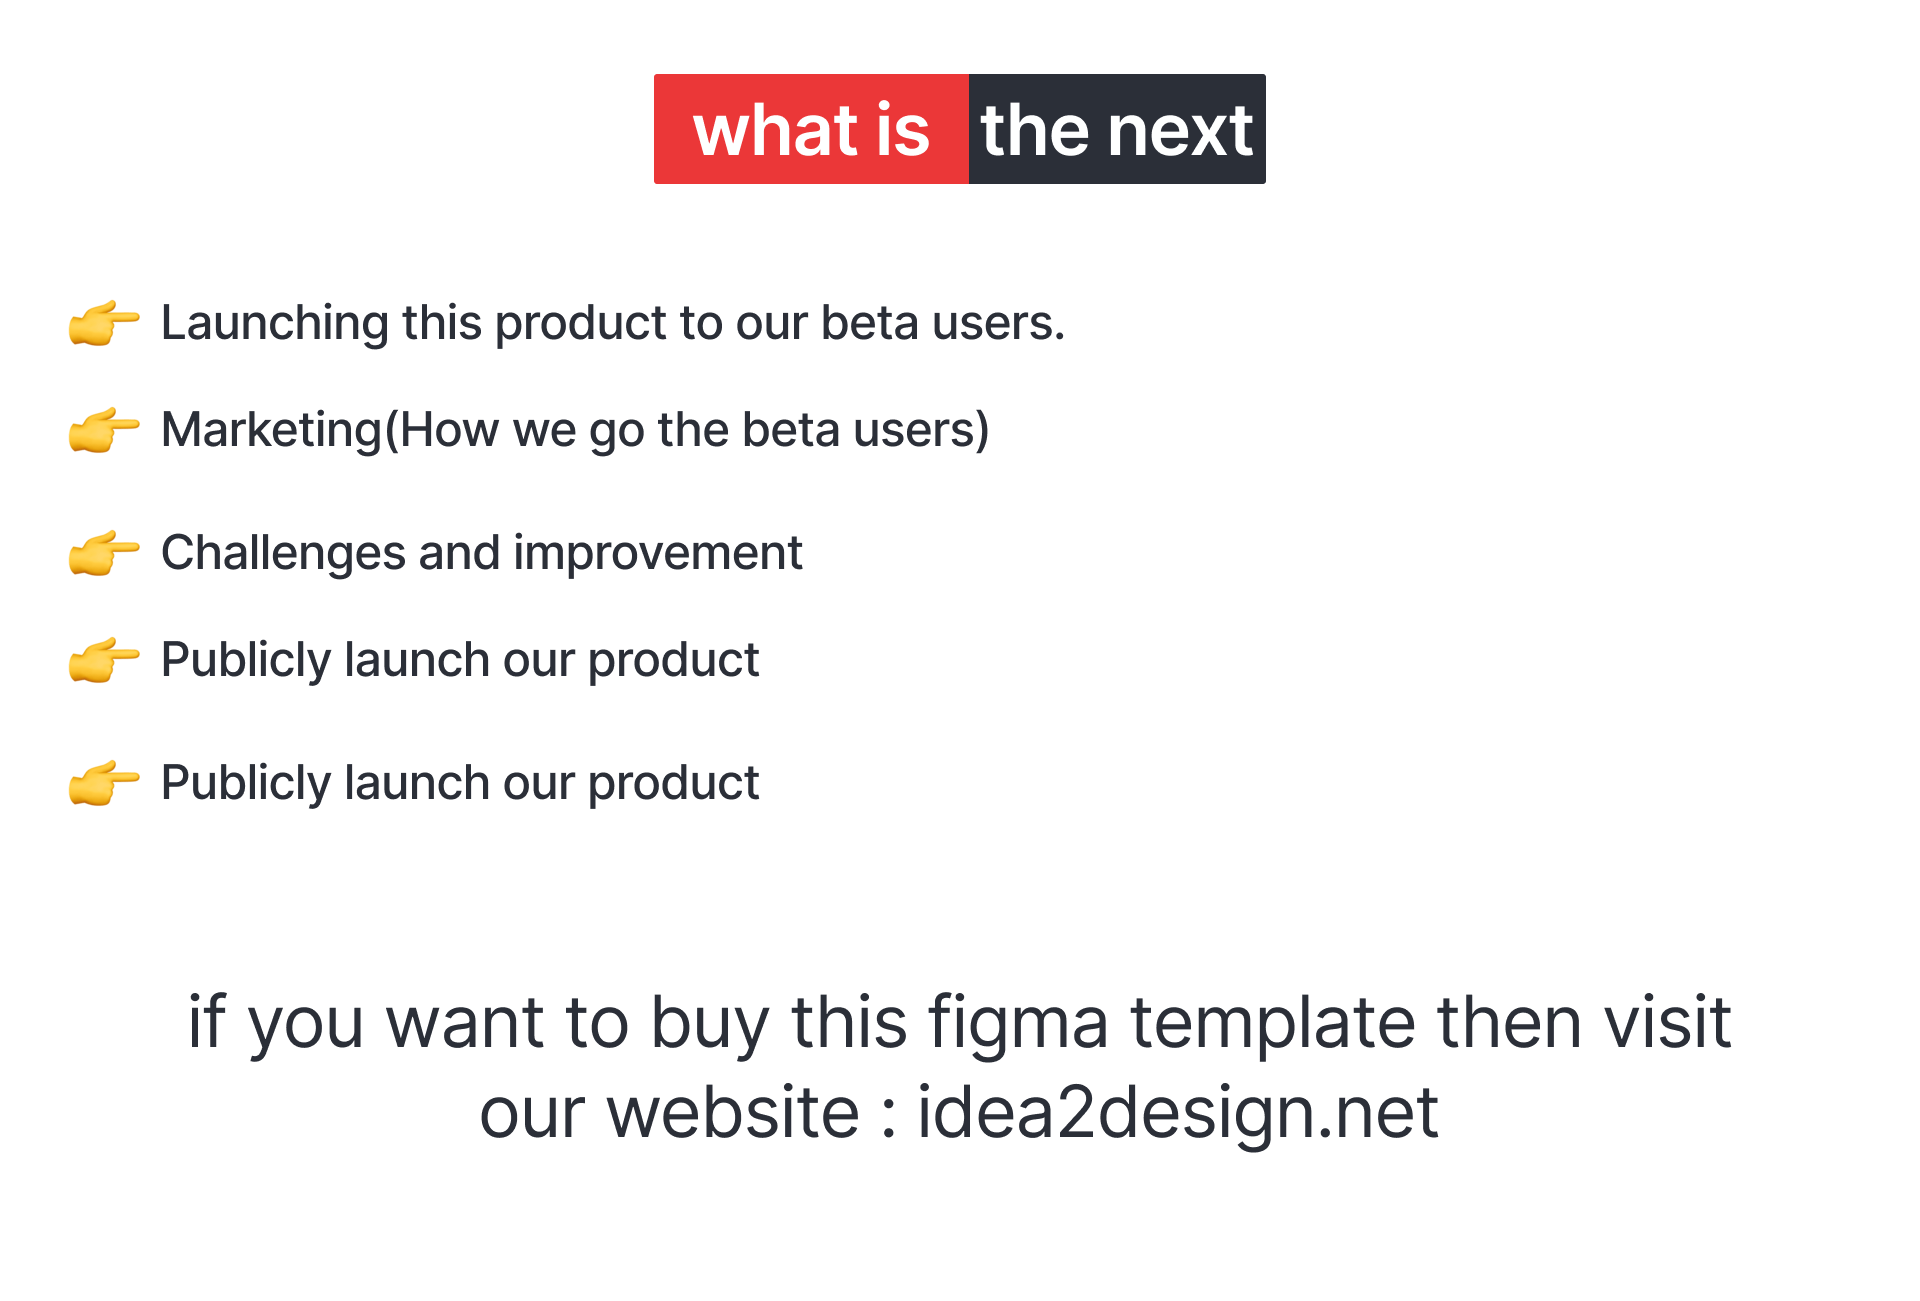 what is the next
👉 Launching this product to our beta users.
👉 Marketing(How we go the beta users)
👉 Challenges and improvement
👉 Publicly launch our product
👉 Publicly launch our product
if you want to buy this figma template then visit
our website : idea2design.net